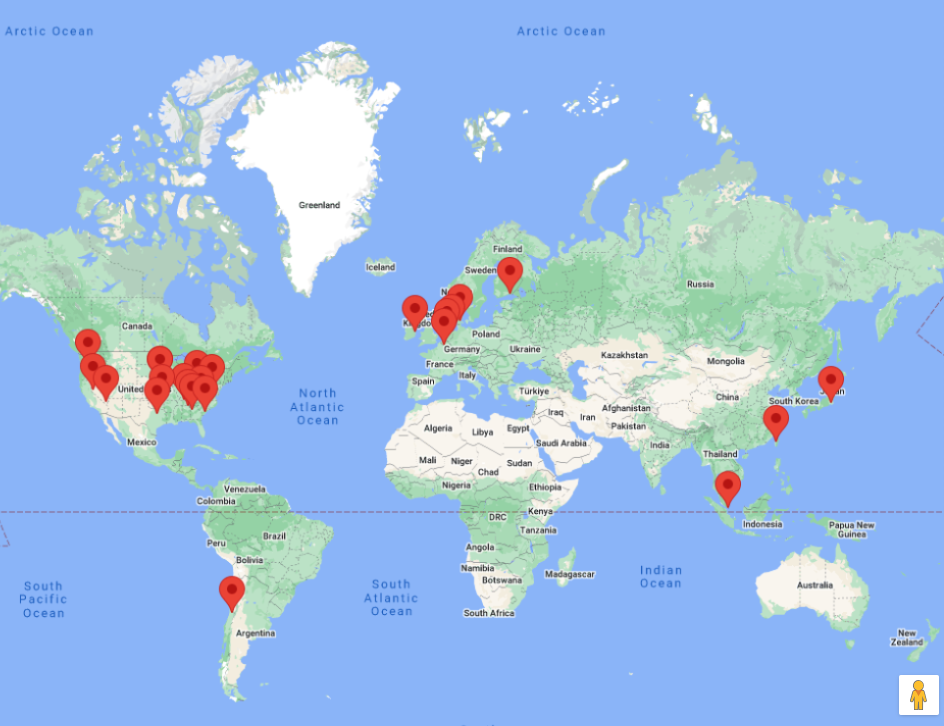 Arctic Ocean
Arctic Ocean
Greenland
Finland
Iceland
Sweden
Russia
Canada
Poland
Germany
Ukraine
France
Kazakhstan
Mongolia
Italy
Spain
United
Türkiye
China
South Korea
North
Atlantic
Ocean
Iraq
Iran
Afghanistan
Pakistan
Algeria
Libya
Egypt
Saudi Arabia
India
Mexico
Thailand
Mali
Niger
Sudan
Chad
Nigeria
Ethiopia
Venezuela
Colombia
DRC
Kenya
Tanzania
Indonesia
Papua New
Guinea
Peru
Brazil
Bolivia
Angola
Namibia
Botswana
Madagascar
South Africa
South
Pacific
Ocean
South
Atlantic
Ocean
Indian
Ocean
Australia
Argentina
New
Zealand